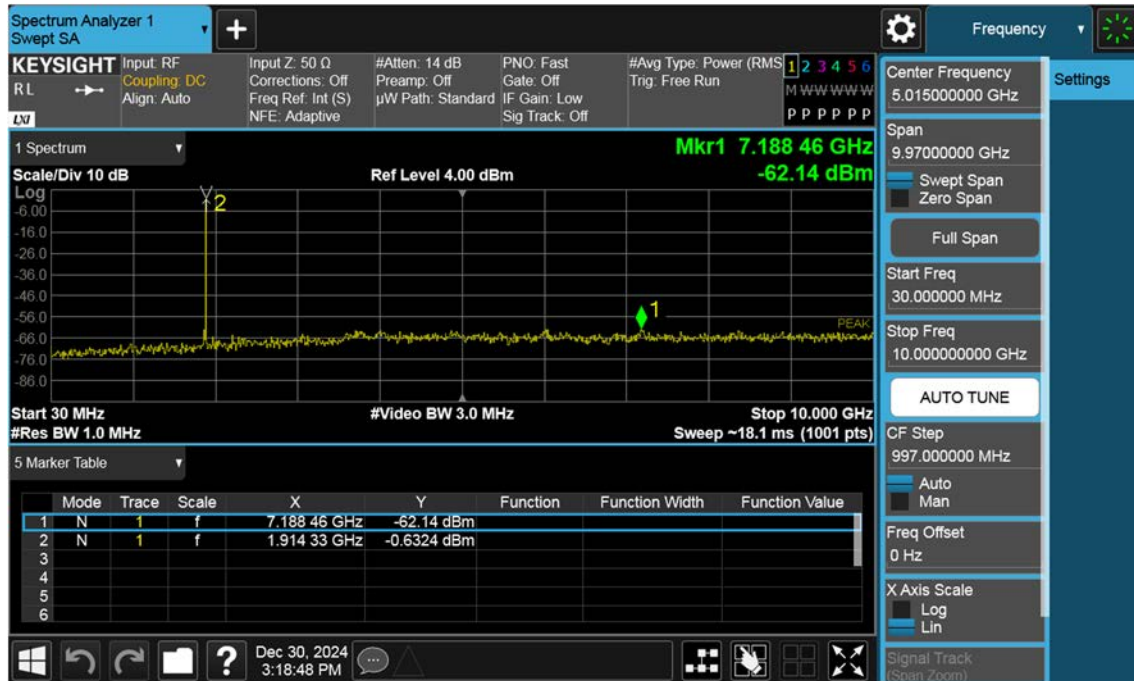 Spectrum Analyzer 1
Swept SA
Frequency
KEYSIGHT
RL
LXI
Input: RF
Coupling: DC
Align: Auto
Input Z: 50 Ω
Corrections: Off
Freq Ref: Int (S)
NFE: Adaptive
#Atten: 14 dB
Preamp: Off
µW Path: Standard
PNO: Fast
Gate: Off
IF Gain: Low
Sig Track: Off
#Avg Type: Power (RMS
Trig: Free Run
1 2 3 4 5 6
M W W W W W
P P P P P P
1 Spectrum
Scale/Div 10 dB
Ref Level 4.00 dBm
Mkr1 7.188 46 GHz
-62.14 dBm
Log
-6.00
-16.0
-26.0
-36.0
-46.0
-56.0
-66.0
-76.0
-86.0
2
1
PEAK
Start 30 MHz
#Video BW 3.0 MHz
Stop 10.000 GHz
#Res BW 1.0 MHz
Sweep ~18.1 ms (1001 pts)
5 Marker Table
Mode Trace Scale X Y Function Function Width Function Value
1 N 1 f 7.188 46 GHz -62.14 dBm
2 N 1 f 1.914 33 GHz -0.6324 dBm
3
4
5
6
Dec 30, 2024
3:18:48 PM
Center Frequency
5.015000000 GHz
Span
9.97000000 GHz
Swept Span
Zero Span
Full Span
Start Freq
30.000000 MHz
Stop Freq
10.000000000 GHz
AUTO TUNE
CF Step
997.000000 MHz
Auto
Man
Freq Offset
0 Hz
X Axis Scale
Log
Lin
Signal Track
(Span Zoom)
Settings